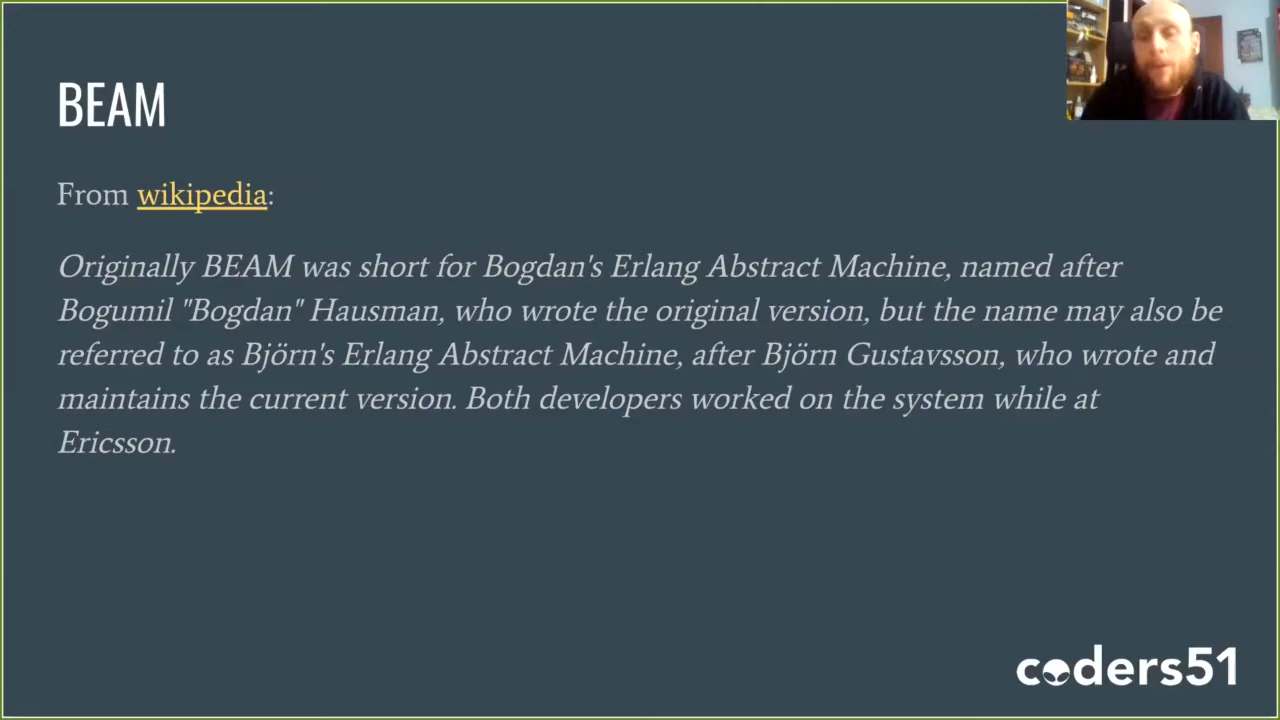 BEAM
From wikipedia:
Originally BEAM was short for Bogdan's Erlang Abstract Machine, named after
Bogumil "Bogdan" Hausman, who wrote the original version, but the name may also be
referred to as Björn's Erlang Abstract Machine, after Björn Gustavsson, who wrote and
maintains the current version. Both developers worked on the system while at
Ericsson.
coders51